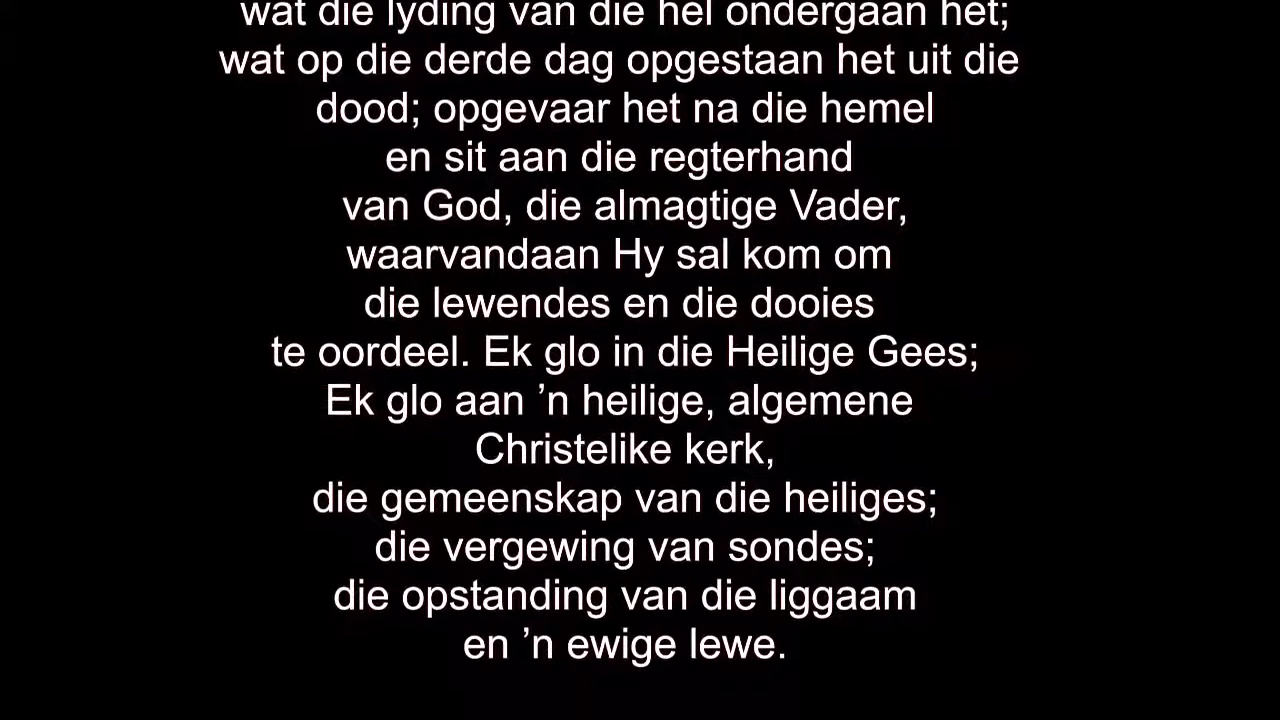 wat die lyding van die hel ondergaan het;
wat op die derde dag opgestaan het uit die
dood; opgevaar het na die hemel
en sit aan die regterhand
van God, die almagtige Vader,
waarvandaan Hy sal kom om
die lewendes en die dooies
te oordeel. Ek glo in die Heilige Gees;
Ek glo aan ’n heilige, algemene
Christelike kerk,
die gemeenskap van die heiliges;
die vergewing van sondes;
die opstanding van die liggaam
en ’n ewige lewe.